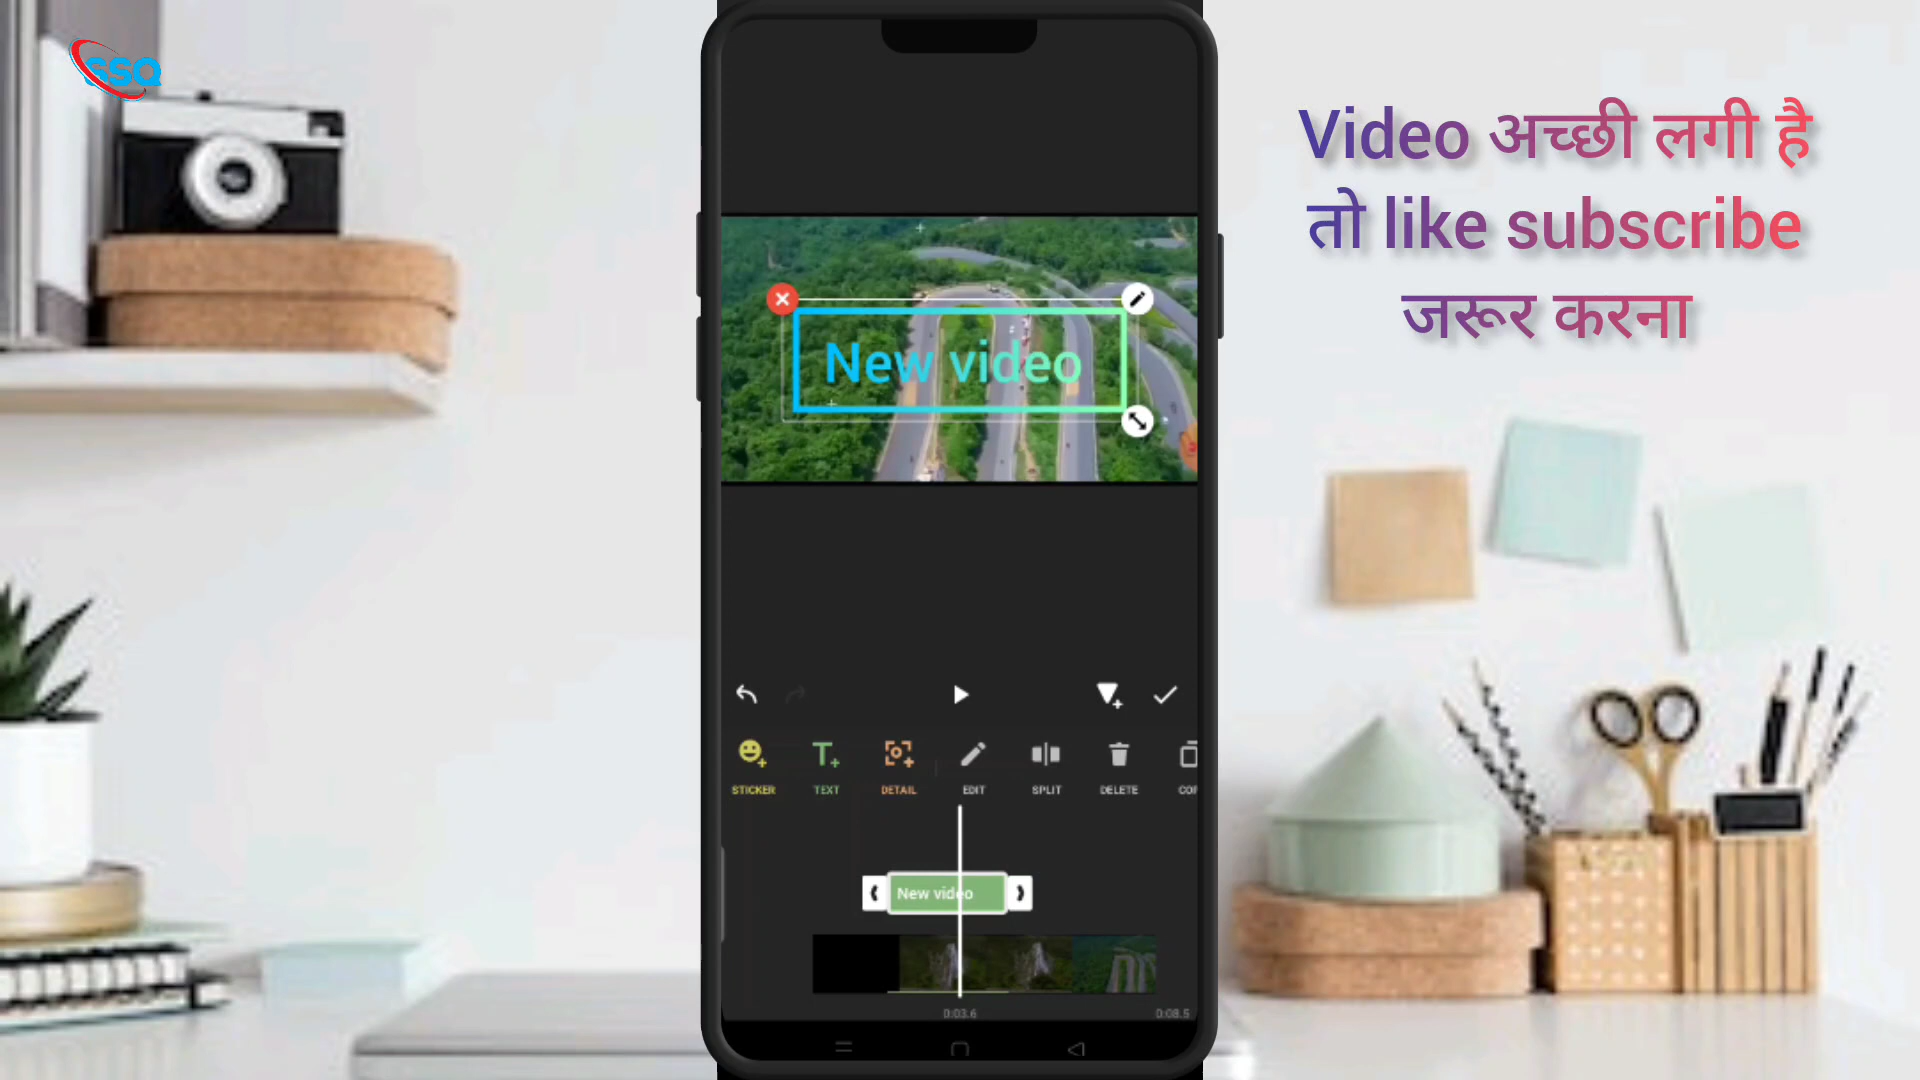 SSQ
Video अच्छी लगी है
तो like subscribe
जरूर करना
New video
STICKER TEXT DETAIL EDIT SPLIT DELETE
New video
0:03.6 0:08.5